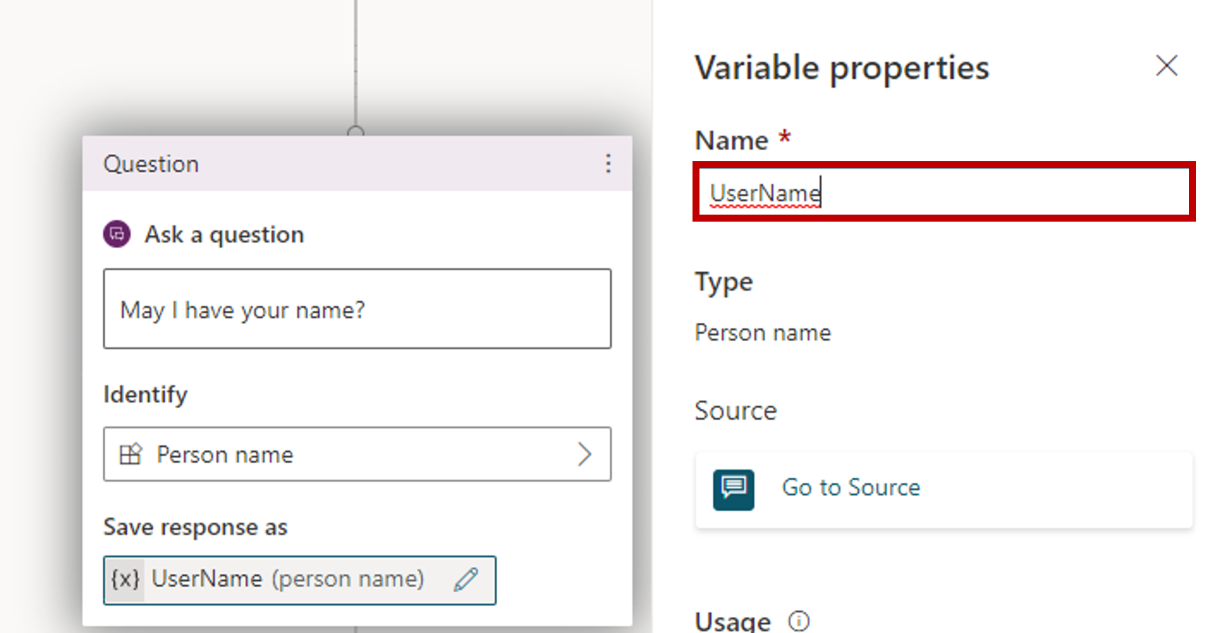 Question
Ask a question
May I have your name?
Identify
Person name
Save response as
{x} UserName (person name)
Variable properties
Name *
UserName
Type
Person name
Source
Go to Source
Usage